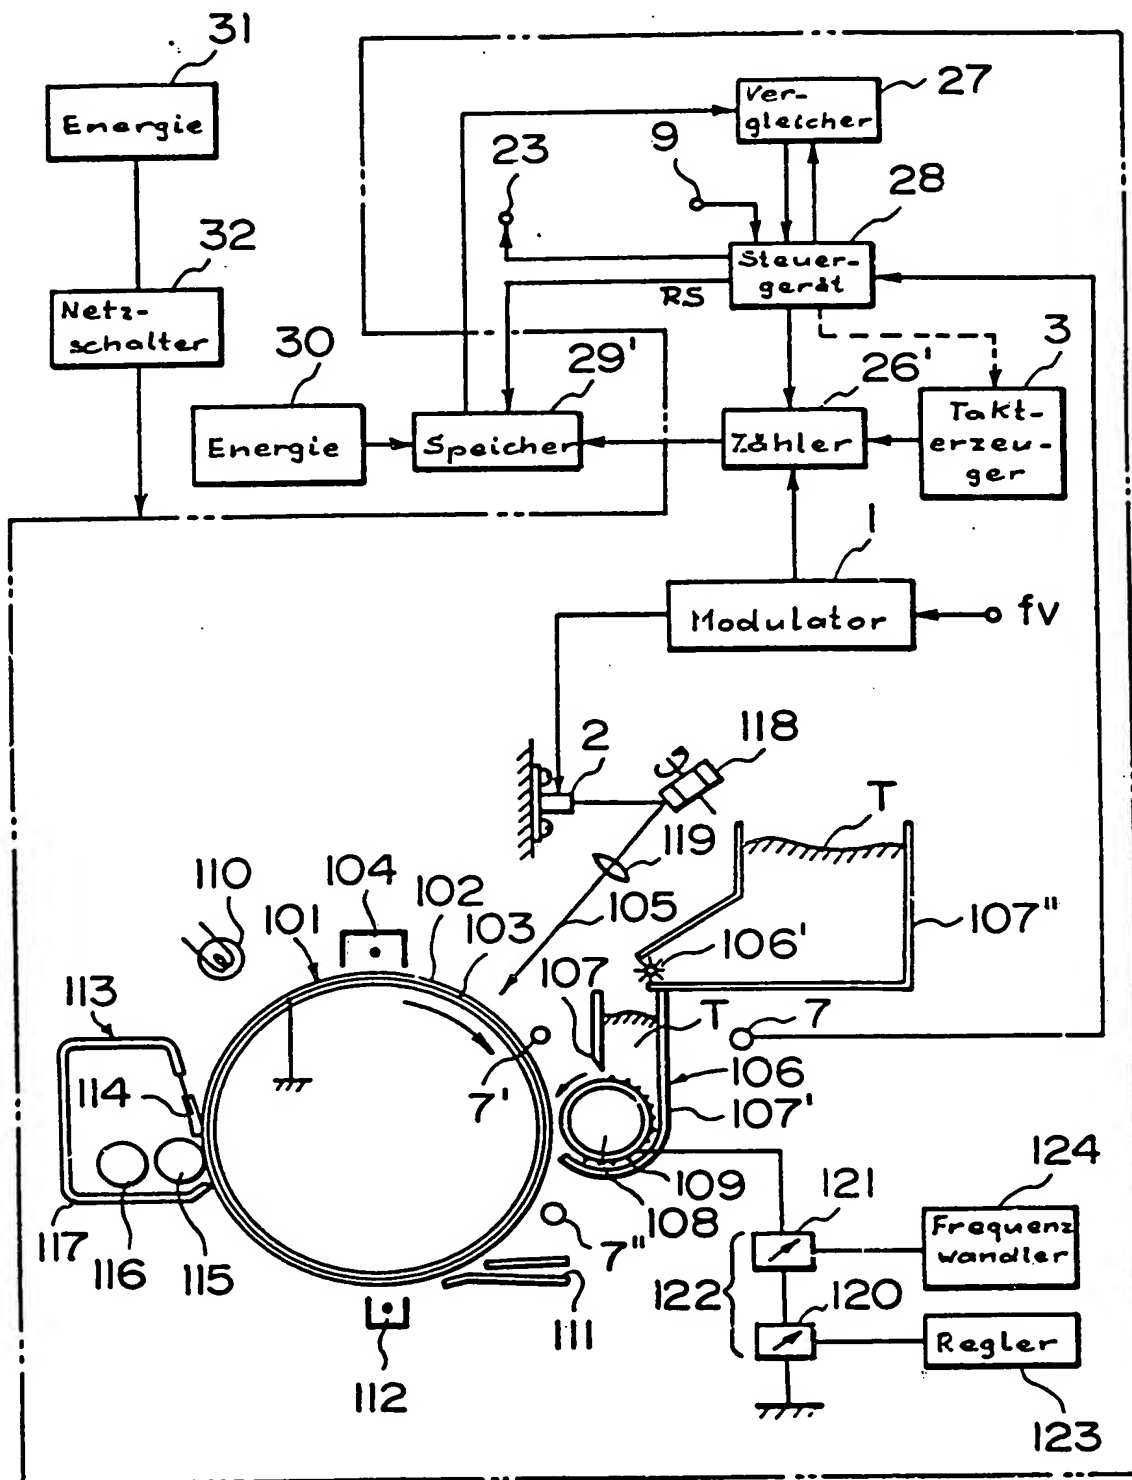 31
Energie
27
Ver-
gleicher
23
9
28
32
Steuer-
gerät
RS
Netz-
schalter
30
29'
26'
3
Energie
Speicher
Zähler
Takt-
erzeu-
ger
1
Modulator
fv
2
118
T
119
110
104
102
103
105
101
106'
107"
107
T
7
113
7'
106
107'
114
109
108
121
124
Frequenz
wandler
117
116
115
7"
122
120
111
Regler
112
123